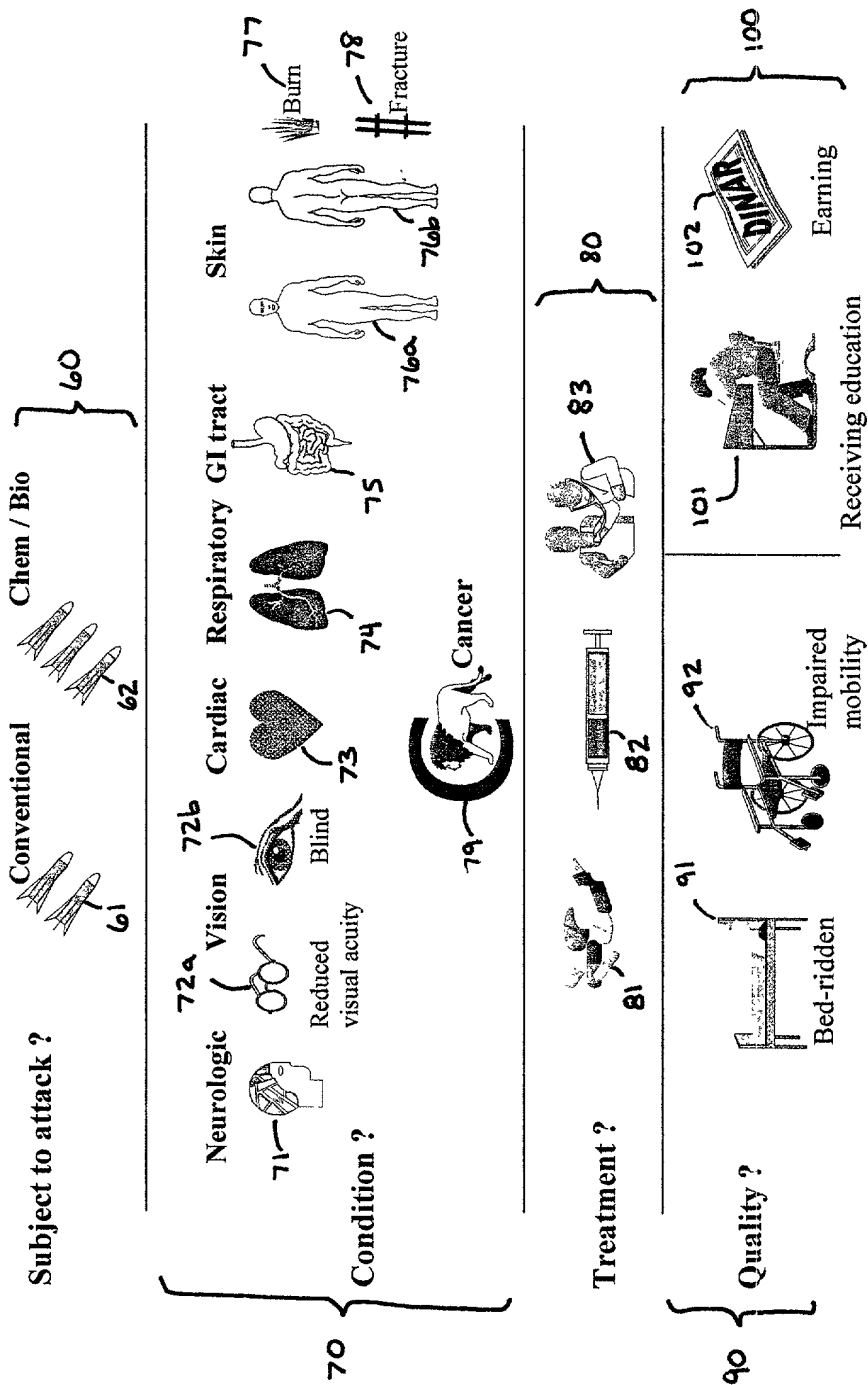 Subject to attack ?
Conventional
Chem / Bio
60
61
62
70
Condition ?
Neurologic
Vision
Cardiac
Respiratory
GI tract
Skin
71
72a
Reduced
visual acuity
72b
Blind
73
74
75
76a
76b
77
Burn
78
Fracture
79
Cancer
Treatment ?
80
81
82
83
90
Quality ?
91
Bed-ridden
92
Impaired
mobility
100
101
Receiving education
102
DINAR
Earning